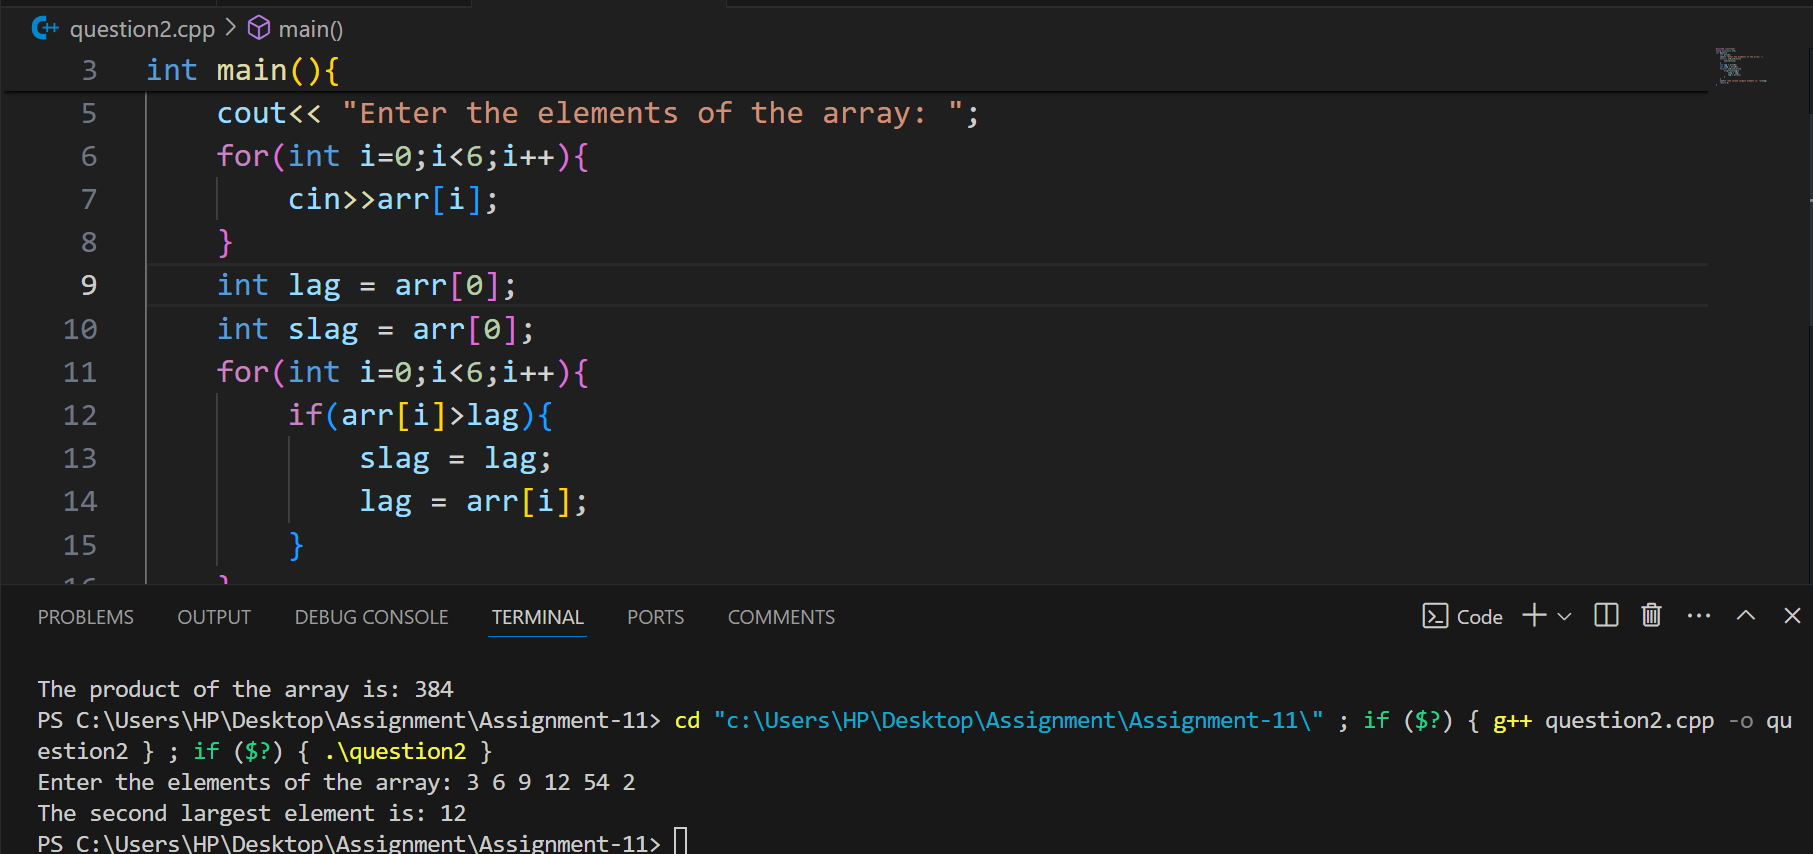 question2.cpp > main()
3 int main(){
5 cout<< "Enter the elements of the array: ";
6 for(int i=0;i<6;i++){
7 cin>>arr[i];
8 }
9 int lag = arr[0];
10 int slag = arr[0];
11 for(int i=0;i<6;i++){
12 if(arr[i]>lag){
13 slag = lag;
14 lag = arr[i];
15 }
16 }
PROBLEMS OUTPUT DEBUG CONSOLE TERMINAL PORTS COMMENTS Code
The product of the array is: 384
PS C:\Users\HP\Desktop\Assignment\Assignment-11> cd "c:\Users\HP\Desktop\Assignment\Assignment-11\" ; if ($?) { g++ question2.cpp -o qu
estion2 } ; if ($?) { .\question2 }
Enter the elements of the array: 3 6 9 12 54 2
The second largest element is: 12
PS C:\Users\HP\Desktop\Assignment\Assignment-11>